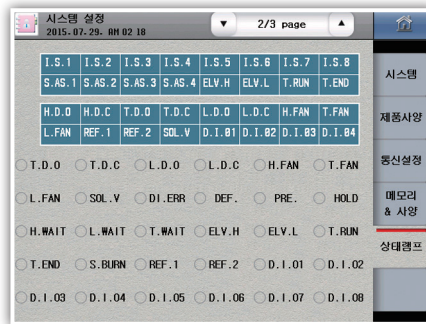 시스템 설정
2015.07.29. AM 02 18
▼ 2/3 page ▲
I.S.1 I.S.2 I.S.3 I.S.4 I.S.5 I.S.6 I.S.7 I.S.8
S.AS.1 S.AS.2 S.AS.3 S.AS.4 ELV.H ELV.L T.RUN T.END
H.D.O H.D.C T.D.O T.D.C L.D.O L.D.C H.FAN T.FAN
L.FAN REF.1 REF.2 SOL.V D.I.01 D.I.02 D.I.03 D.I.04
T.D.O T.D.C L.D.O L.D.C H.FAN T.FAN
L.FAN SOL.V DI.ERR DEF. PRE. HOLD
H.WAIT L.WAIT T.WAIT ELV.H ELV.L T.RUN
T.END S.BURN REF.1 REF.2 D.I.01 D.I.02
D.I.03 D.I.04 D.I.05 D.I.06 D.I.07 D.I.08
시스템
제품사양
통신설정
메모리
& 사양
상태램프